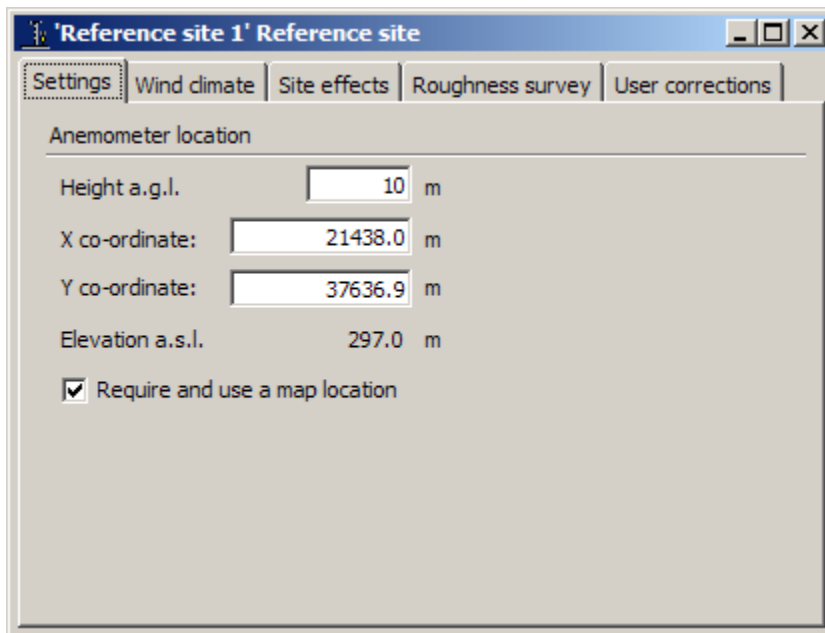 'Reference site 1' Reference site
Settings Wind climate Site effects Roughness survey User corrections
Anemometer location
Height a.g.l. 10 m
X co-ordinate: 21438.0 m
Y co-ordinate: 37636.9 m
Elevation a.s.l. 297.0 m
Require and use a map location